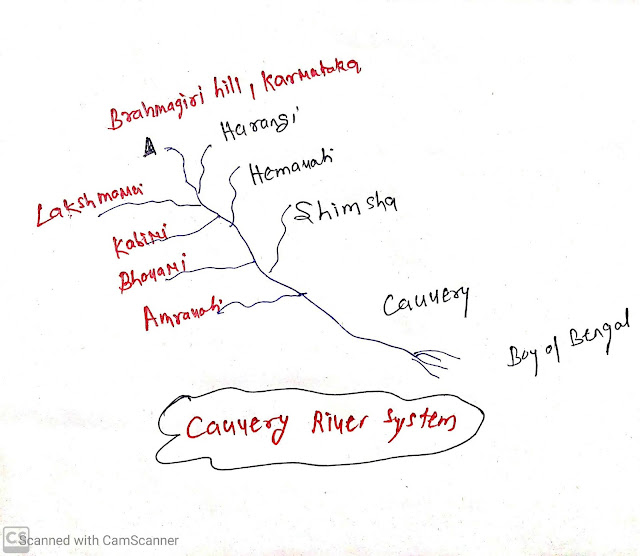 Brahmagiri hill, Karnataka
Harangi
Hemavati
Lakshmana
Shimsha
Kabini
Bhavani
Amravati
Cauvery
Bay of Bengal
Cauvery River System
CS Scanned with CamScanner